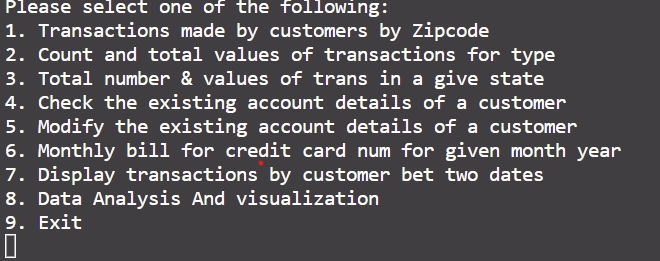 Please select one of the following:
1. Transactions made by customers by Zipcode
2. Count and total values of transactions for type
3. Total number & values of trans in a give state
4. Check the existing account details of a customer
5. Modify the existing account details of a customer
6. Monthly bill for credit card num for given month year
7. Display transactions by customer bet two dates
8. Data Analysis And visualization
9. Exit